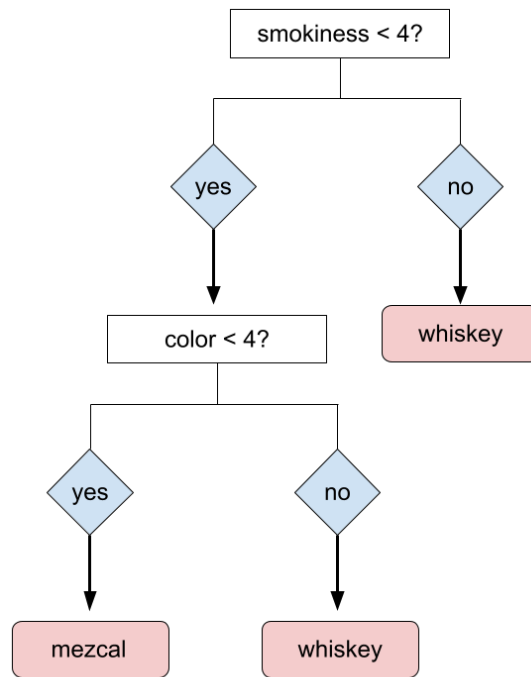 smokiness < 4?
yes
no
whiskey
color < 4?
yes
no
mezcal
whiskey